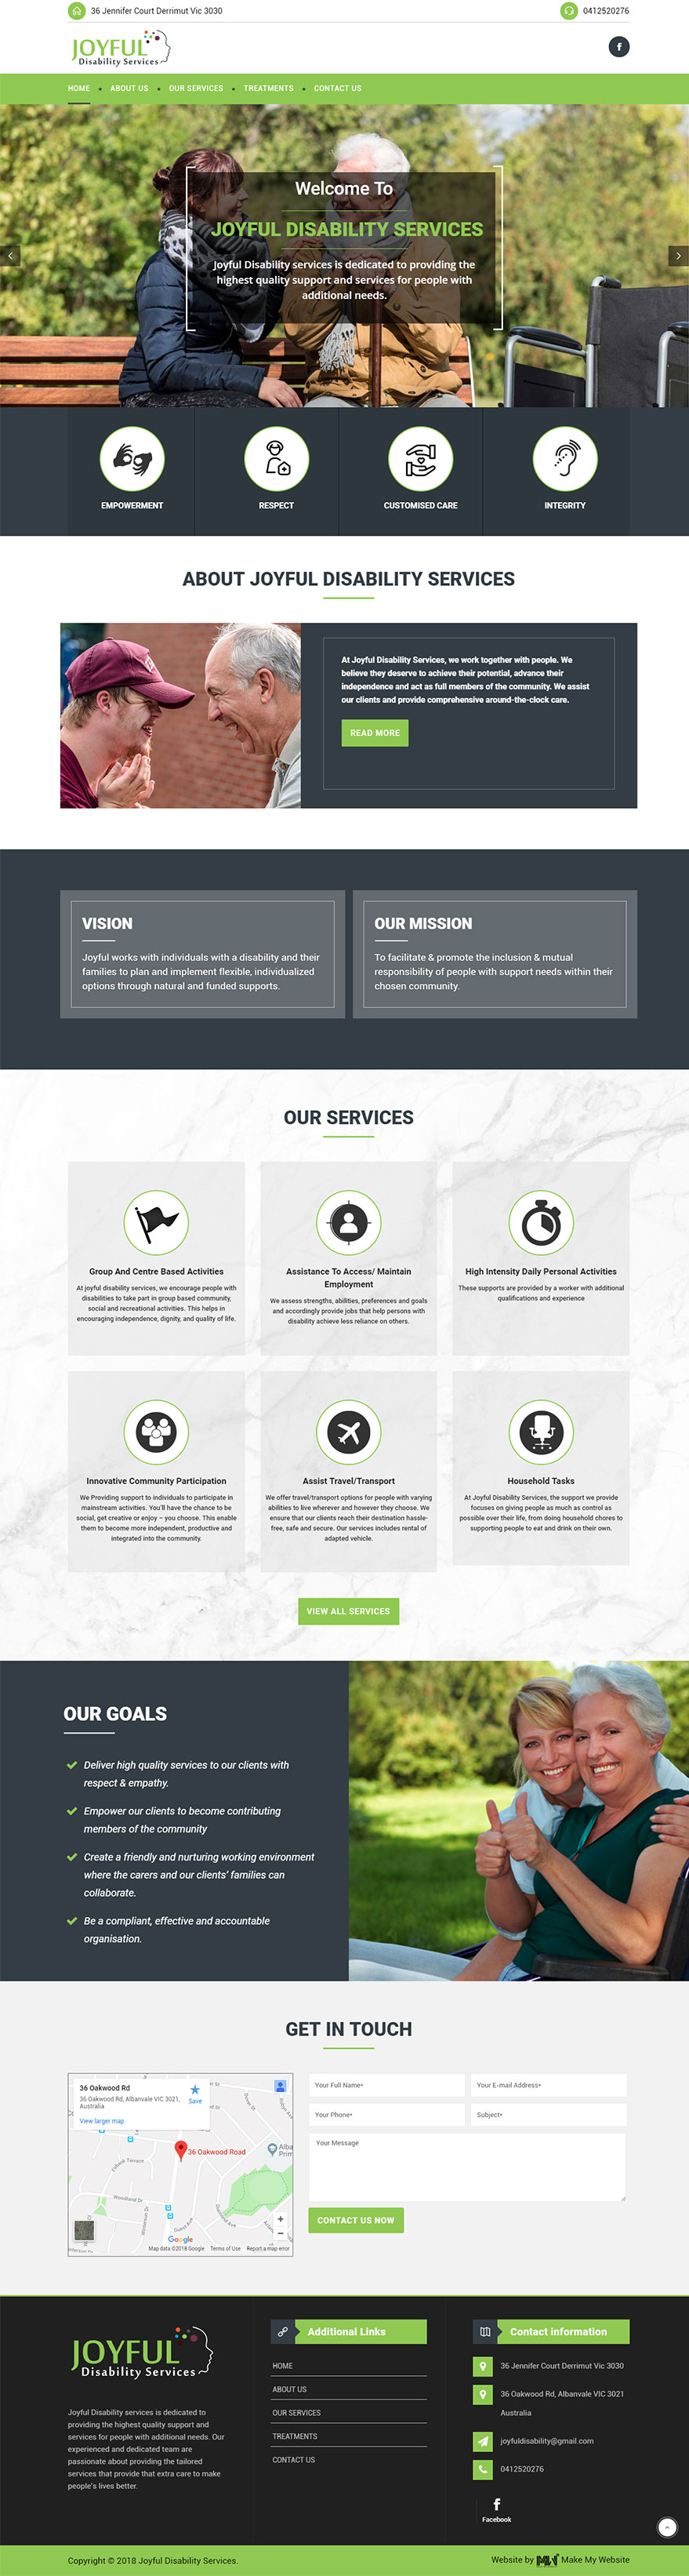 36 Jennifer Court Derrimut Vic 3030
0412520276
JOYFUL
Disability Services
HOME
ABOUT US
OUR SERVICES
TREATMENTS
CONTACT US
Welcome To
JOYFUL DISABILITY SERVICES
Joyful Disability services is dedicated to providing the
highest quality support and services for people with
additional needs.
EMPOWERMENT
RESPECT
CUSTOMISED CARE
INTEGRITY
ABOUT JOYFUL DISABILITY SERVICES
At Joyful Disability Services, we work together with people. We
believe they deserve to achieve their potential, advance their
independence and act as full members of the community. We assist
our clients and provide comprehensive around-the-clock care.
READ MORE
VISION
Joyful works with individuals with a disability and their
families to plan and implement flexible, individualized
options through natural and funded supports.
OUR MISSION
To facilitate & promote the inclusion & mutual
responsibility of people with support needs within their
chosen community.
OUR SERVICES
Group And Centre Based Activities
At joyful disability services, we encourage people with
disabilities to take part in group based community,
social and recreational activities. This helps in
encouraging independence, dignity, and quality of life.
Assistance To Access/ Maintain
Employment
We assess strengths, abilities, preferences and goals
and accordingly provide jobs that help persons with
disability achieve less reliance on others.
High Intensity Daily Personal Activities
These supports are provided by a worker with additional
qualifications and experience
Innovative Community Participation
We Providing support to individuals to participate in
mainstream activities. You'll have the chance to be
social, get creative or enjoy – you choose. This enable
them to become more independent, productive and
integrated into the community.
Assist Travel/Transport
We offer travel/transport options for people with varying
abilities to live wherever and however they choose. We
ensure that our clients reach their destination hassle-
free, safe and secure. Our services includes rental of
adapted vehicle.
Household Tasks
At Joyful Disability Services, the support we provide
focuses on giving people as much as control as
possible over their life, from doing household chores to
supporting people to eat and drink on their own.
VIEW ALL SERVICES
OUR GOALS
Deliver high quality services to our clients with
respect & empathy.
Empower our clients to become contributing
members of the community
Create a friendly and nurturing working environment
where the carers and our clients' families can
collaborate.
Be a compliant, effective and accountable
organisation.
GET IN TOUCH
36 Oakwood Rd
36 Oakwood Rd, Albanvale VIC 3021,
Australia
Save
View larger map
36 Oakwood Road
Alba
Prim
Woodland Dr
Google
Map data ©2018 Google
Terms of Use
Report a map error
Your Full Name*
Your E-mail Address*
Your Phone*
Subject*
Your Message
CONTACT US NOW
JOYFUL
Disability Services
Joyful Disability services is dedicated to
providing the highest quality support and
services for people with additional needs. Our
experienced and dedicated team are
passionate about providing the tailored
services that provide that extra care to make
people's lives better.
Additional Links
HOME
ABOUT US
OUR SERVICES
TREATMENTS
CONTACT US
Contact information
35 Jennifer Court Derrimut Vic 3030
36 Oakwood Rd, Albanvale VIC 3021
Australia
joyfuldisability@gmail.com
0412520276
Facebook
Copyright © 2018 Joyful Disability Services.
Website by
Make My Website